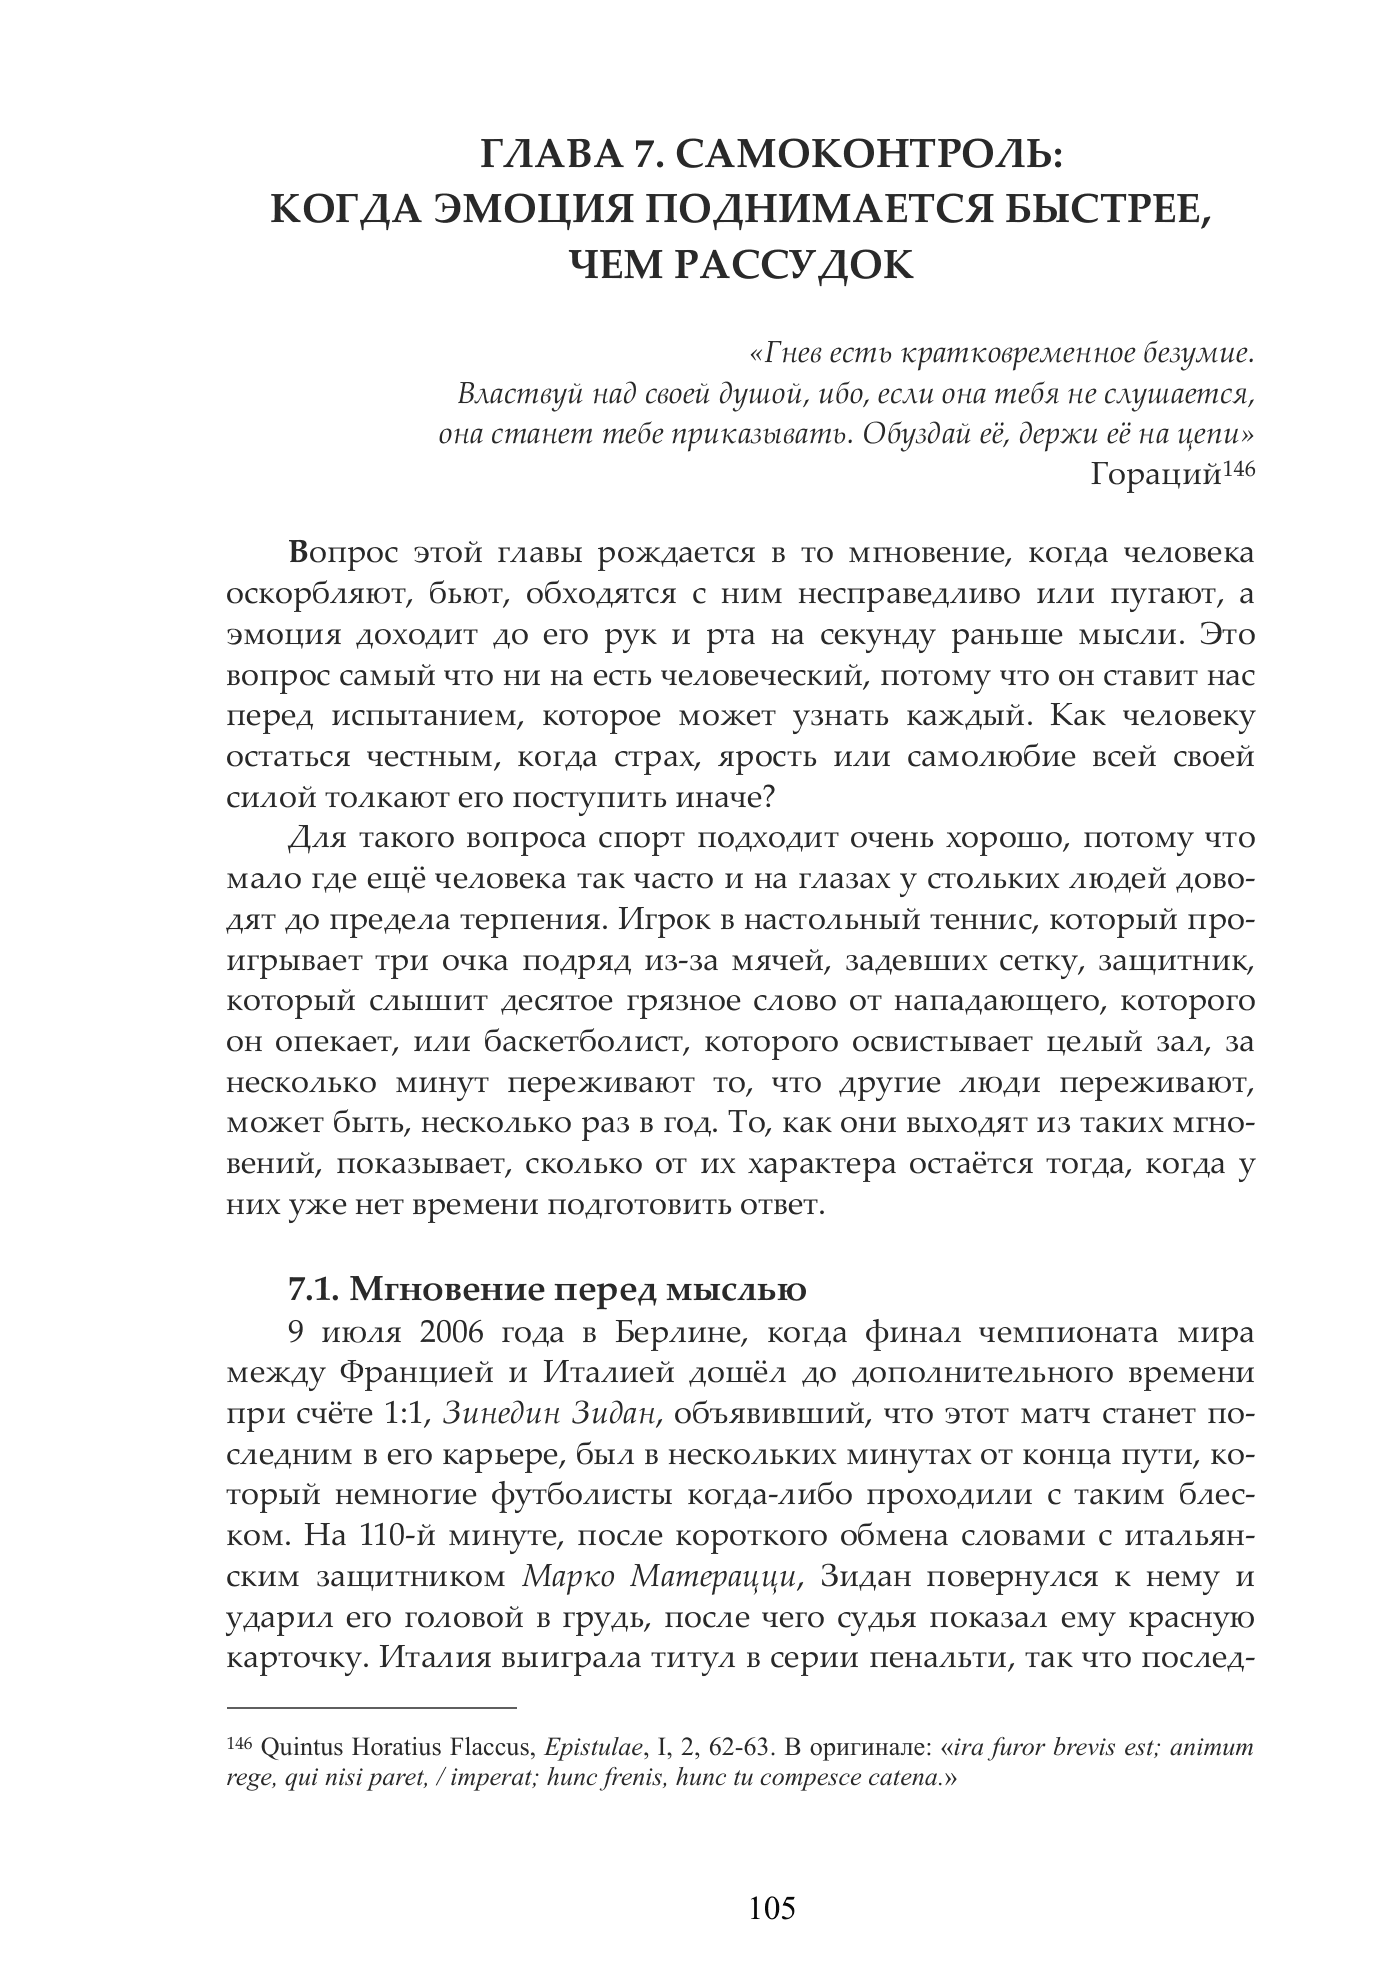 ГЛАВА 7. САМОКОНТРОЛЬ:
КОГДА ЭМОЦИЯ ПОДНИМАЕТСЯ БЫСТРЕЕ,
ЧЕМ РАССУДОК
«Гнев есть кратковременное безумие.
Властвуй над своей душой, ибо, если она тебя не слушается,
она станет тебе приказывать. Обуздай её, держи её на цепи»
Гораций146
Вопрос этой главы рождается в то мгновение, когда человека
оскорбляют, бьют, обходятся с ним несправедливо или пугают, а
эмоция доходит до его рук и рта на секунду раньше мысли. Это
вопрос самый что ни на есть человеческий, потому что он ставит нас
перед испытанием, которое может узнать каждый. Как человеку
остаться честным, когда страх, ярость или самолюбие всей своей
силой толкают его поступить иначе?
Для такого вопроса спорт подходит очень хорошо, потому что
мало где ещё человека так часто и на глазах у стольких людей дово-
дят до предела терпения. Игрок в настольный теннис, который про-
игрывает три очка подряд из-за мячей, задевших сетку, защитник,
который слышит десятое грязное слово от нападающего, которого
он опекает, или баскетболист, которого освистывает целый зал, за
несколько минут переживают то, что другие люди переживают,
может быть, несколько раз в год. То, как они выходят из таких мгно-
вений, показывает, сколько от их характера остаётся тогда, когда у
них уже нет времени подготовить ответ.
7.1. Мгновение перед мыслью
9 июля 2006 года в Берлине, когда финал чемпионата мира
между Францией и Италией дошёл до дополнительного времени
при счёте 1:1, Зинедин Зидан, объявивший, что этот матч станет по-
следним в его карьере, был в нескольких минутах от конца пути, ко-
торый немногие футболисты когда-либо проходили с таким блес-
ком. На 110-й минуте, после короткого обмена словами с итальян-
ским защитником Марко Матерацци, Зидан повернулся к нему и
ударил его головой в грудь, после чего судья показал ему красную
карточку. Италия выиграла титул в серии пенальти, так что послед-
146 Quintus Horatius Flaccus, Epistulae, I, 2, 62-63. В оригинале: «ira furor brevis est; animum
rege, qui nisi paret, / imperat; hunc frenis, hunc tu compesce catena.»
105